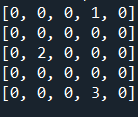 [0, 0, 0, 1, 0]
[0, 0, 0, 0, 0]
[0, 2, 0, 0, 0]
[0, 0, 0, 0, 0]
[0, 0, 0, 3, 0]